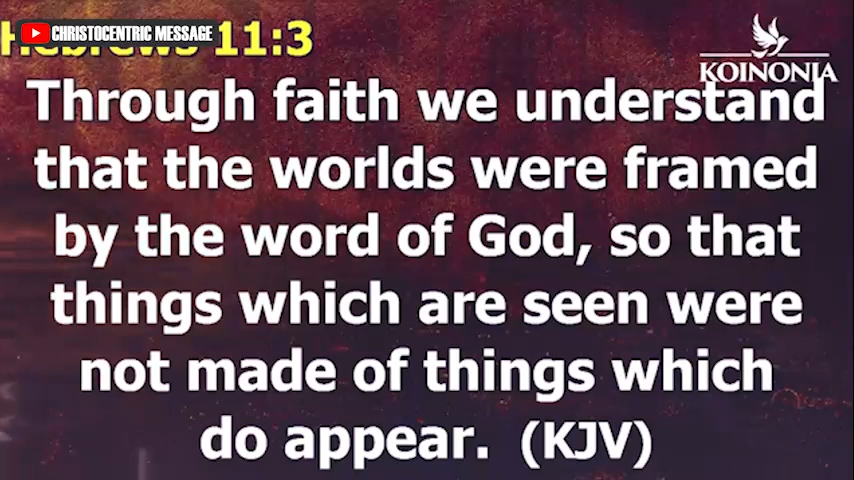 CHRISTOCENTRIC MESSAGE
Hebrews 11:3
KOINONIA
Through faith we understand
that the worlds were framed
by the word of God, so that
things which are seen were
not made of things which
do appear. (KJV)